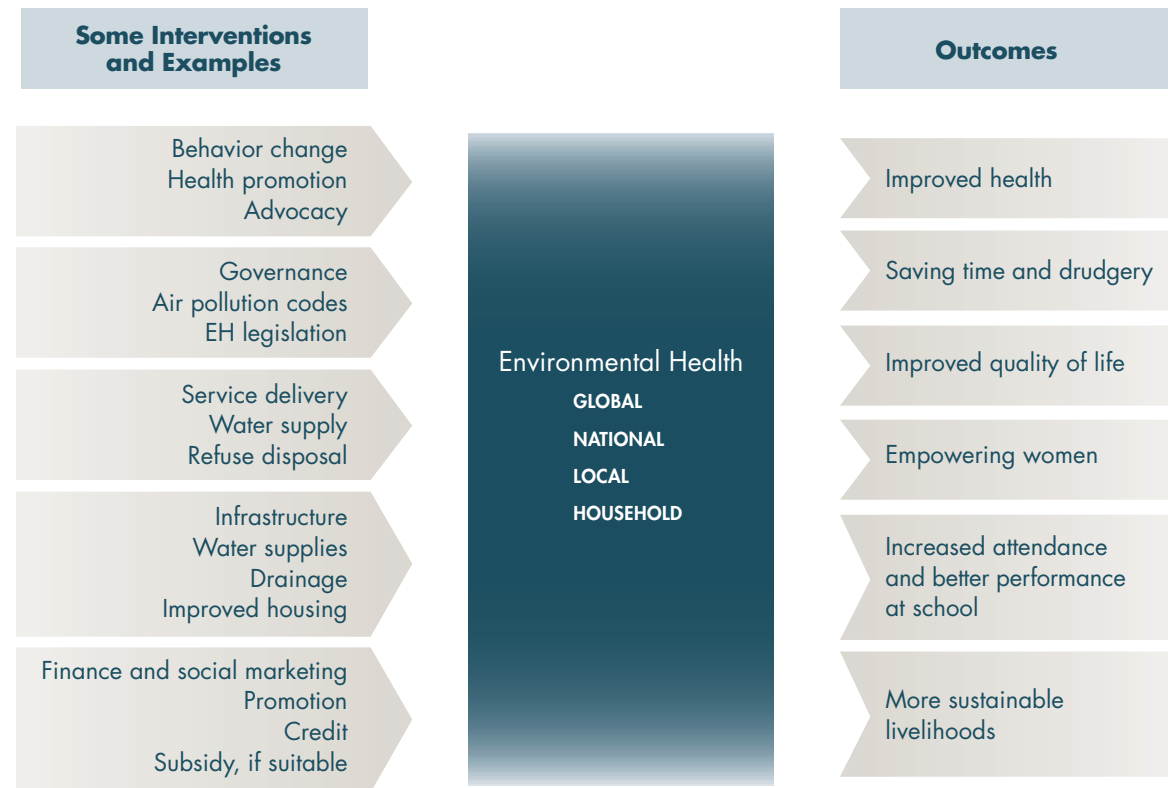 Some Interventions
and Examples
Behavior change
Health promotion
Advocacy
Governance
Air pollution codes
EH legislation
Service delivery
Water supply
Refuse disposal
Infrastructure
Water supplies
Drainage
Improved housing
Finance and social marketing
Promotion
Credit
Subsidy, if suitable
Environmental Health
GLOBAL
NATIONAL
LOCAL
HOUSEHOLD
Outcomes
Improved health
Saving time and drudgery
Improved quality of life
Empowering women
Increased attendance
and better performance
at school
More sustainable
livelihoods